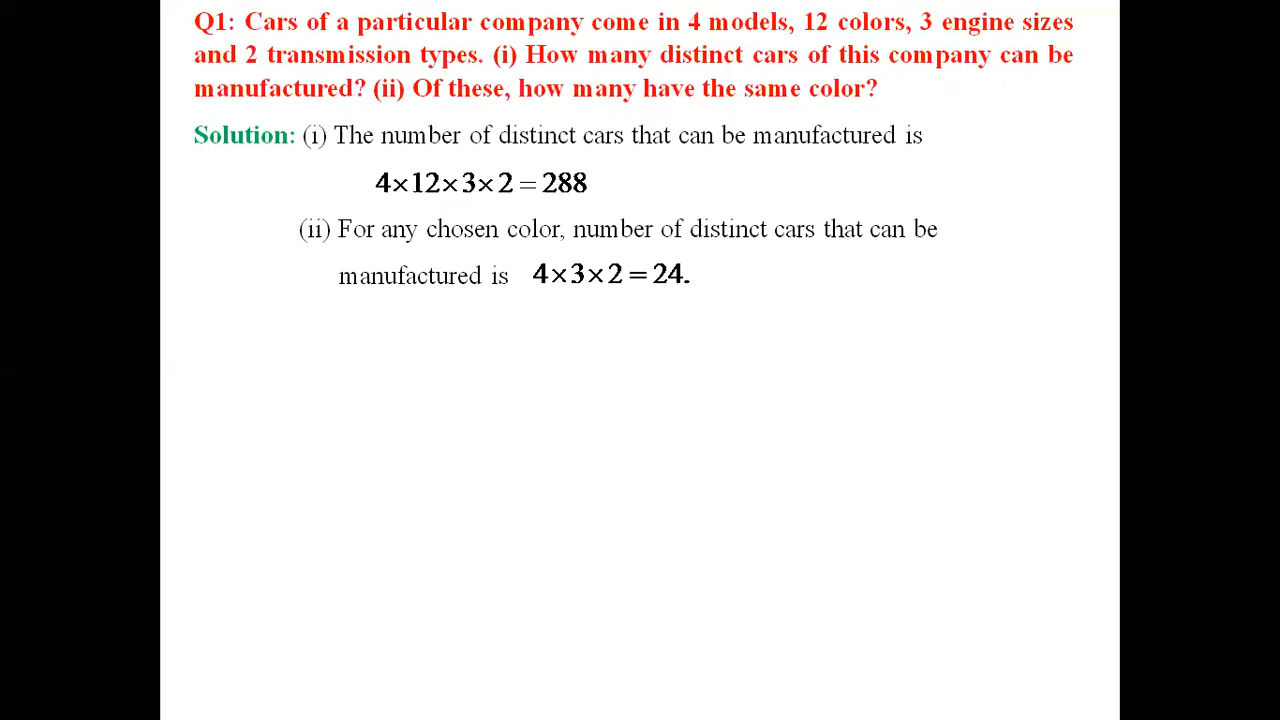 Q1: Cars of a particular company come in 4 models, 12 colors, 3 engine sizes
and 2 transmission types. (i) How many distinct cars of this company can be
manufactured? (ii) Of these, how many have the same color?
Solution: (i) The number of distinct cars that can be manufactured is
4×12×3×2=288
(ii) For any chosen color, number of distinct cars that can be
manufactured is 4×3×2=24.